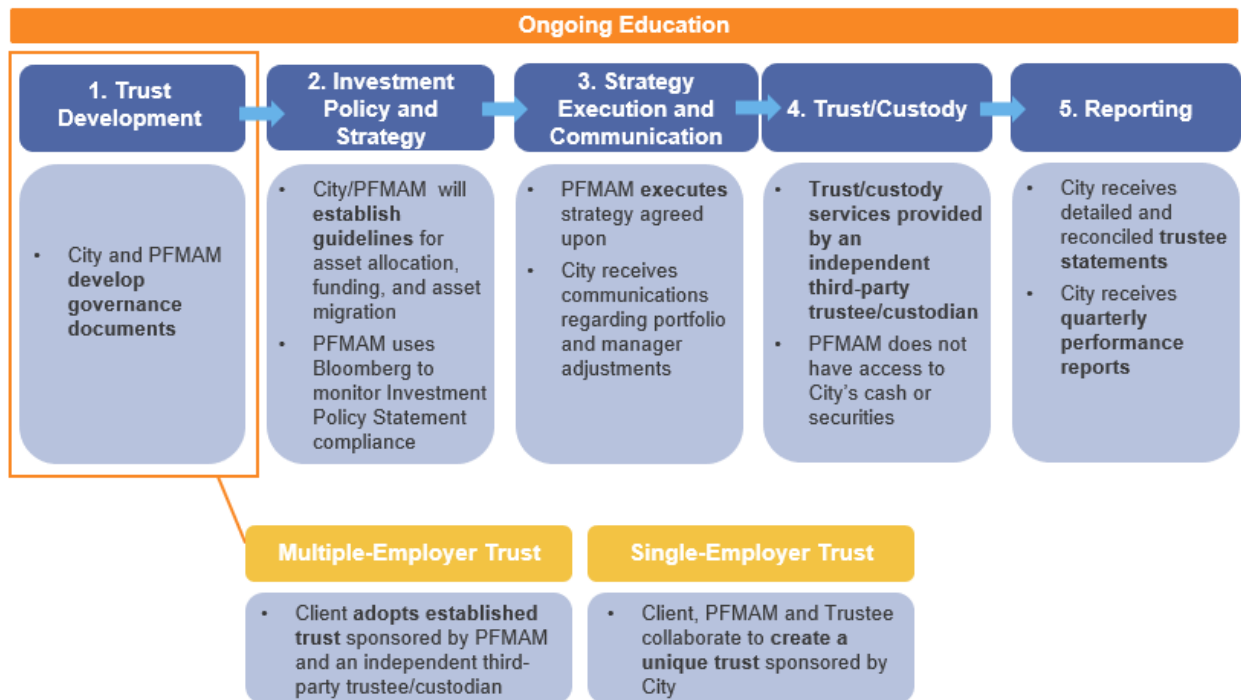 Ongoing Education
1. Trust
Development
2. Investment
Policy and
Strategy
3. Strategy
Execution and
Communication
4. Trust/Custody
5. Reporting
• City and PFMAM
develop
governance
documents
• City/PFMAM will
establish
guidelines for
asset allocation,
funding, and asset
migration
• PFMAM uses
Bloomberg to
monitor Investment
Policy Statement
compliance
• PFMAM executes
strategy agreed
upon
• City receives
communications
regarding portfolio
and manager
adjustments
• Trust/custody
services provided
by an
independent
third-party
trustee/custodian
• PFMAM does not
have access to
City's cash or
securities
• City receives
detailed and
reconciled trustee
statements
• City receives
quarterly
performance
reports
Multiple-Employer Trust
• Client adopts established
trust sponsored by PFMAM
and an independent third-
party trustee/custodian
Single-Employer Trust
• Client, PFMAM and Trustee
collaborate to create a
unique trust sponsored by
City